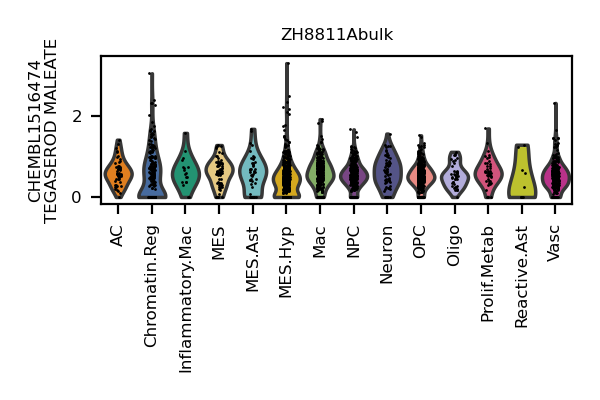 ZH8811Abulk
CHEMBL1516474
TEGASEROD MALEATE
2
0
AC
Chromatin.Reg
Inflammatory.Mac
MES
MES.Ast
MES.Hyp
Mac
NPC
Neuron
OPC
Oligo
Prolif.Metab
Reactive.Ast
Vasc